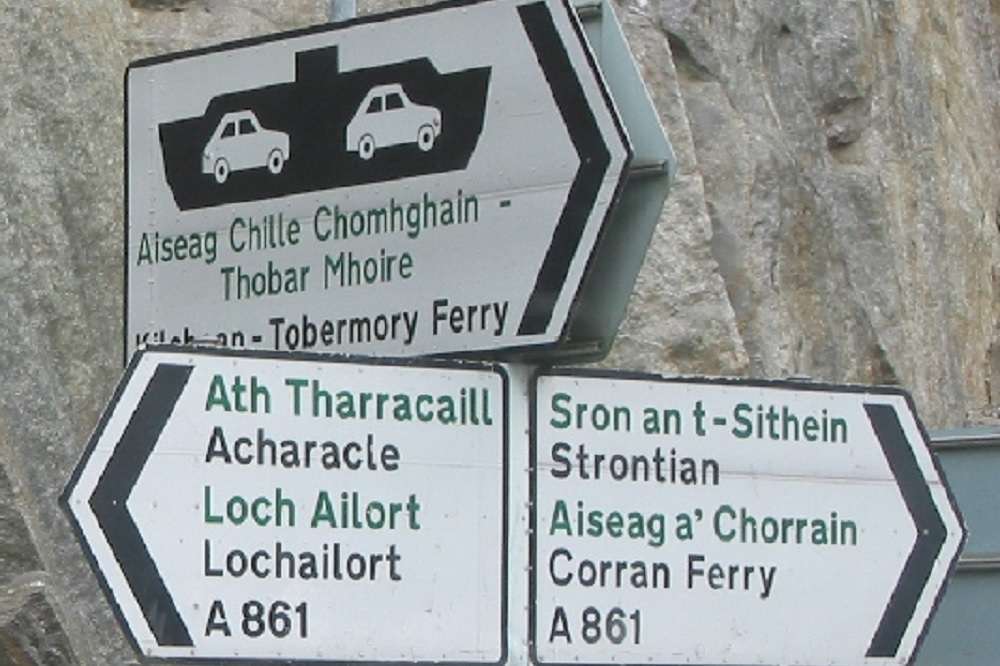 Aiseag Chille Chomhghain -
Thobar Mhoire
- Tobermory Ferry
Ath Tharracaill
Acharacle
Loch Ailort
Lochailort
A 861
Sron an t-Sithein
Strontian
Aiseag a' Chorrain
Corran Ferry
A 861